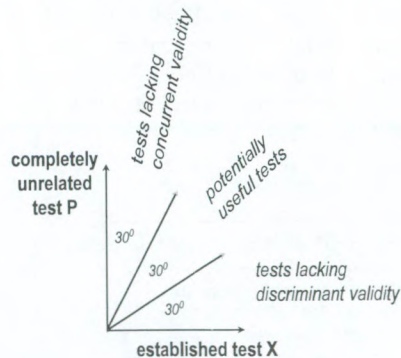 tests lacking
concurrent validity
completely
unrelated
test P
potentially
useful tests
30⁰
30⁰
30⁰
tests lacking
discriminant validity
established test X